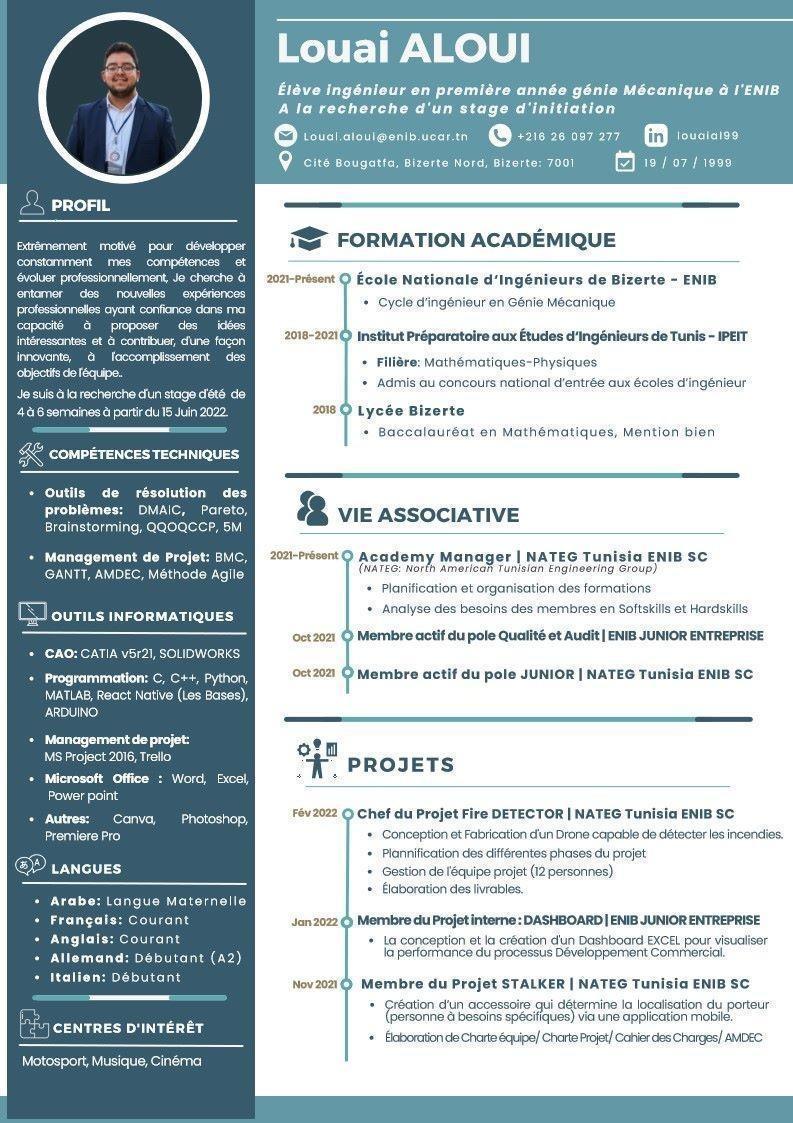 Louai ALOUI
Élève ingénieur en première année génie Mécanique à l'ENIB
A la recherche d'un stage d'initiation
Louai.aloui@enib.ucar.tn
+216 26 097 277
in louaial99
Cité Bougatfa, Bizerte Nord, Bizerte: 7001
19 / 07 / 1999
PROFIL
Extrêmement motivé pour développer
constamment mes compétences et
évoluer professionnellement, Je cherche à
entamer des nouvelles expériences
professionnelles ayant confiance dans ma
capacité à proposer des idées
intéressantes et à contribuer, d'une façon
innovante, à l'accomplissement des
objectifs de l'équipe..
Je suis à la recherche d'un stage d'été de
4 à 6 semaines à partir du 15 Juin 2022.
COMPÉTENCES TECHNIQUES
• Outils de résolution des
problèmes: DMAIC, Pareto,
Brainstorming, QQOQCCP, 5M
• Management de Projet: BMC,
GANTT, AMDEC, Méthode Agile
OUTILS INFORMATIQUES
• CAO: CATIA v5r21, SOLIDWORKS
• Programmation: C, C++, Python,
MATLAB, React Native (Les Bases),
ARDUINO
• Management de projet:
MS Project 2016, Trello
• Microsoft Office : Word, Excel,
Power point
• Autres: Canva, Photoshop,
Premiere Pro
LANGUES
• Arabe: Langue Maternelle
• Français: Courant
• Anglais: Courant
• Allemand: Débutant (A2)
• Italien: Débutant
CENTRES D'INTÉRÊT
Motosport, Musique, Cinéma
FORMATION ACADÉMIQUE
2021-Présent École Nationale d'Ingénieurs de Bizerte - ENIB
• Cycle d'ingénieur en Génie Mécanique
2018-2021 Institut Préparatoire aux Études d'Ingénieurs de Tunis - IPEIT
• Filière: Mathématiques-Physiques
• Admis au concours national d'entrée aux écoles d'ingénieur
2018 Lycée Bizerte
• Baccalauréat en Mathématiques, Mention bien
VIE ASSOCIATIVE
2021-Présent Academy Manager | NATEG Tunisia ENIB SC
(NATEG: North American Tunisian Engineering Group)
• Planification et organisation des formations
• Analyse des besoins des membres en Softskills et Hardskills
Oct 2021 Membre actif du pole Qualité et Audit | ENIB JUNIOR ENTREPRISE
Oct 2021 Membre actif du pole JUNIOR | NATEG Tunisia ENIB SC
PROJETS
Fév 2022 Chef du Projet Fire DETECTOR | NATEG Tunisia ENIB SC
• Conception et Fabrication d'un Drone capable de détecter les incendies.
• Plannification des différentes phases du projet
• Gestion de l'équipe projet (12 personnes)
• Élaboration des livrables.
Jan 2022 Membre du Projet interne : DASHBOARD | ENIB JUNIOR ENTREPRISE
• La conception et la création d'un Dashboard EXCEL pour visualiser
la performance du processus Développement Commercial.
Nov 2021 Membre du Projet STALKER | NATEG Tunisia ENIB SC
• Création d'un accessoire qui détermine la localisation du porteur
(personne à besoins spécifiques) via une application mobile.
• Élaboration de Charte équipe/ Charte Projet/ Cahier des Charges/ AMDEC